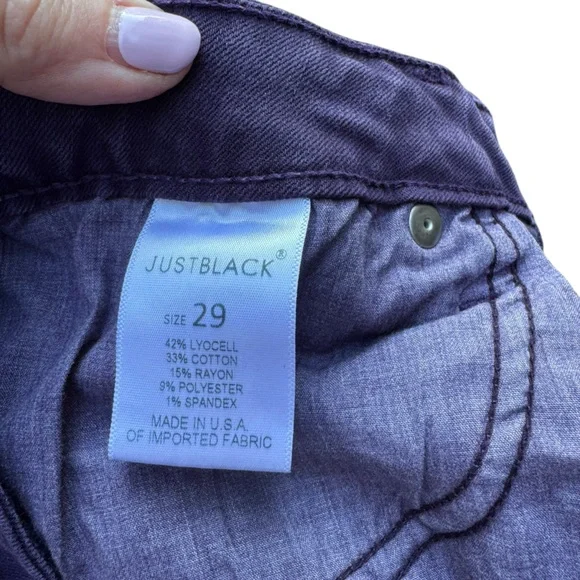 JUSTBLACK®
SIZE 29
42% LYOCELL
33% COTTON
15% RAYON
9% POLYESTER
1% SPANDEX
MADE IN U.S.A.
OF IMPORTED FABRIC